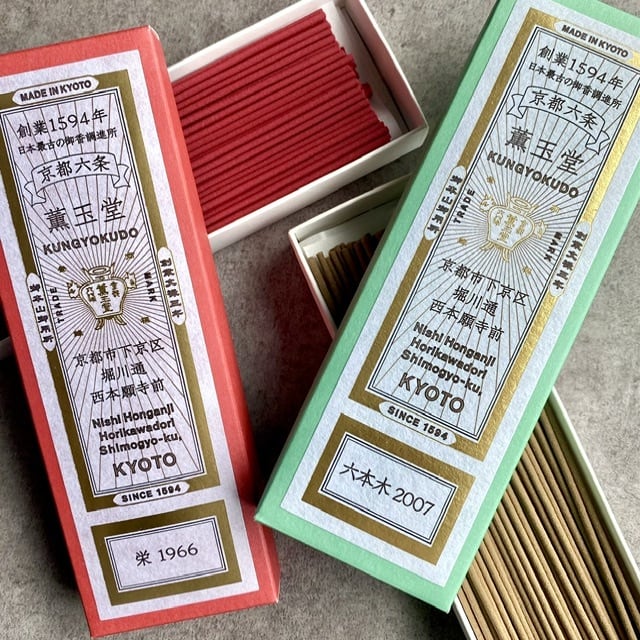 MADE IN KYOTO
創業1594年
日本最古の御香調進所
京都六条
薫玉堂
KUNGYOKUDO
TRADE
MARK
京都市下京区
堀川通
西本願寺前
Nishi Honganji
Horikawadori
Shimogyo-ku,
KYOTO
SINCE 1594
栄 1966
MADE IN KYOTO
創業1594年
日本最古の御香調進所
京都六条
薫玉堂
KUNGYOKUDO
TRADE
MARK
京都市下京区
堀川通
西本願寺前
Nishi Honganji
Horikawadori
Shimogyo-ku,
KYOTO
SINCE 1594
六本木 2007